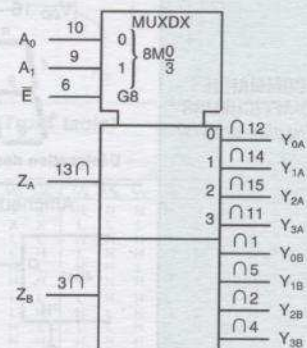 MUXDX
A0 10 0
8M0/3
A1 9 1
E̅ 6 G8
0 ∩12 Y0A
1 ∩14 Y1A
ZA 13∩ 2 ∩15 Y2A
3 ∩11 Y3A
∩1 Y0B
∩5 Y1B
ZB 3∩ ∩2 Y2B
∩4 Y3B